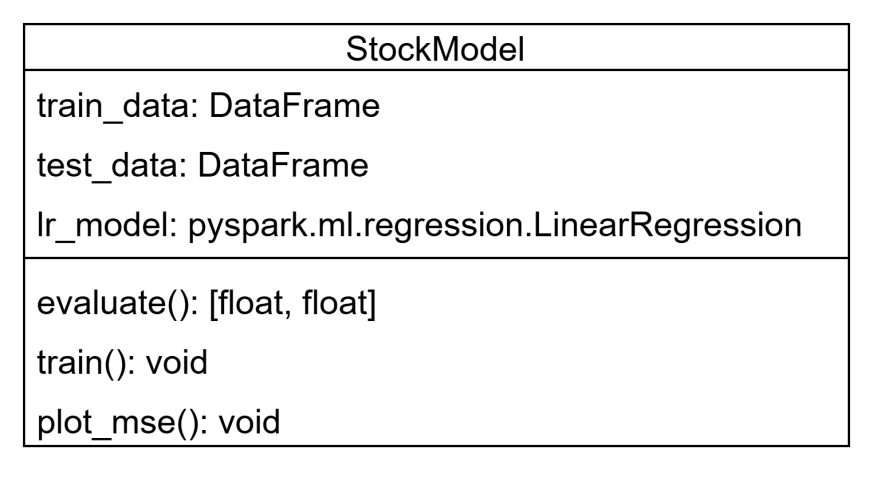 StockModel
train_data: DataFrame
test_data: DataFrame
lr_model: pyspark.ml.regression.LinearRegression
evaluate(): [float, float]
train(): void
plot_mse(): void